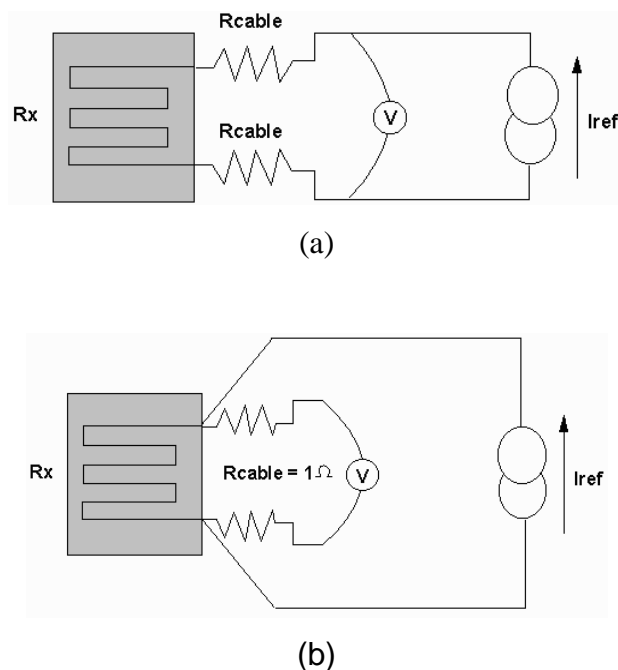 Rcable
Rx
V
Iref
Rcable
(a)
Rx
Rcable = 1Ω
V
Iref
(b)